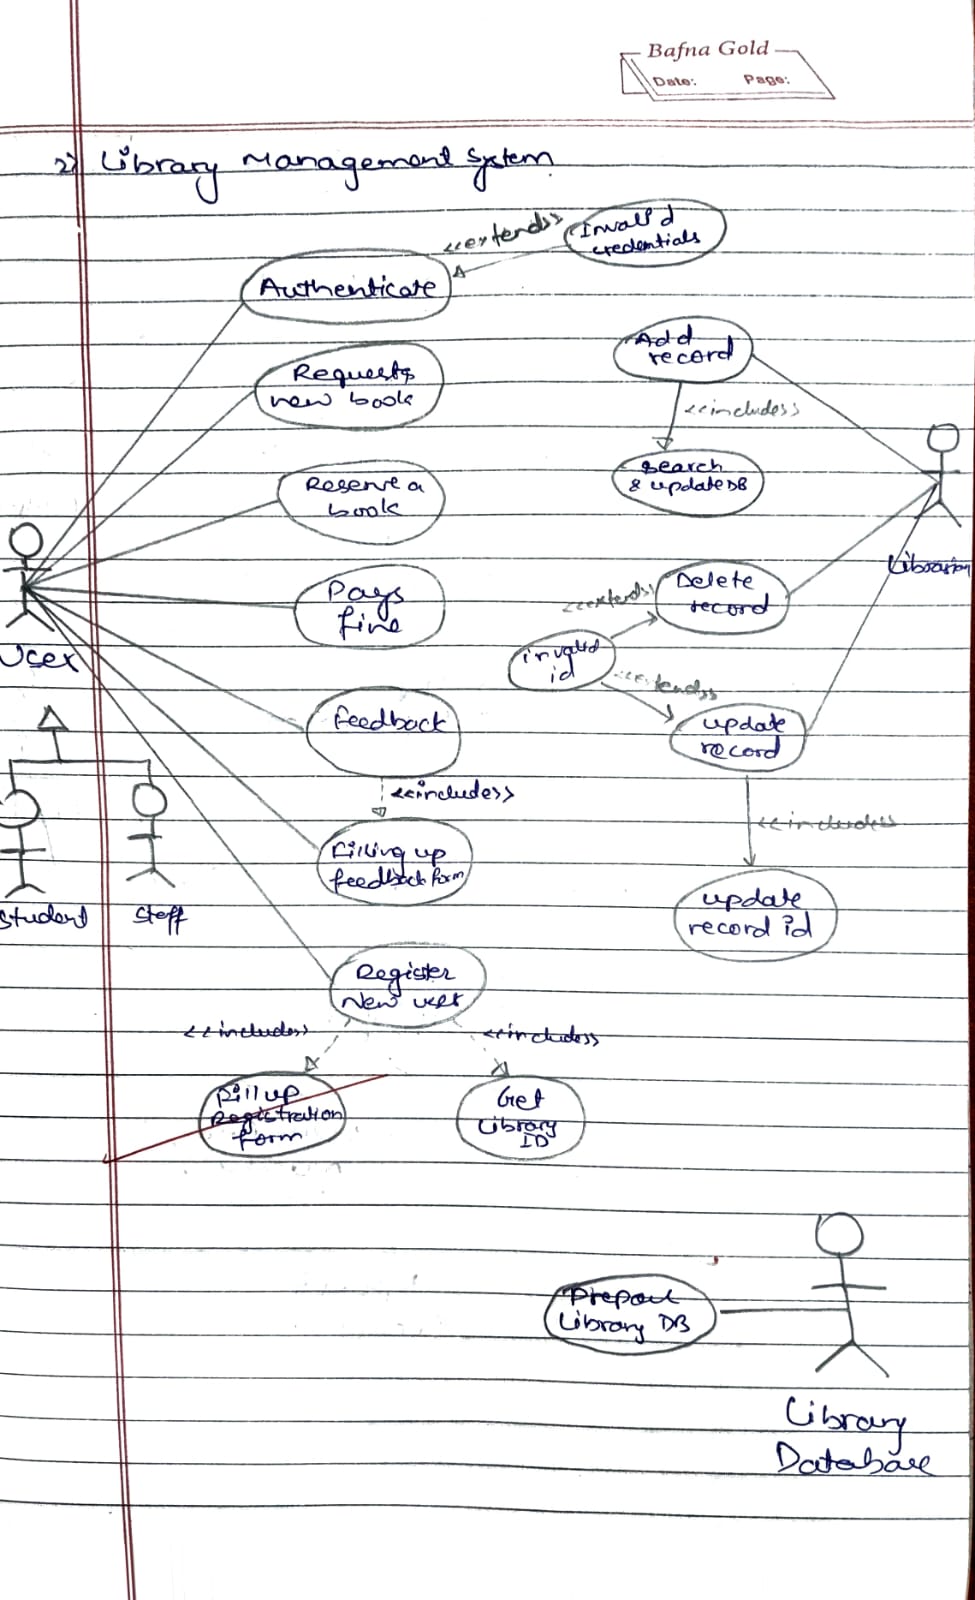 Bafna Gold
Date: Page:
2) Library Management System
<<extends>>
Invalid
credentials
Authenticate
Add
record
Requests
new book
<<includes>>
Search
& update DB
Reserve a
book
Librarian
Delete
record
<<extends>>
Pays
fine
invalid
id
User
<<extends>>
feedback
update
record
<<includes>>
<<includes>>
Filling up
feedback form
update
record id
Student
Steff
Register
New user
<<includes>>
<<includes>>
Fill up
Registration
form
Get
Library
ID
Library DB
Library
Database